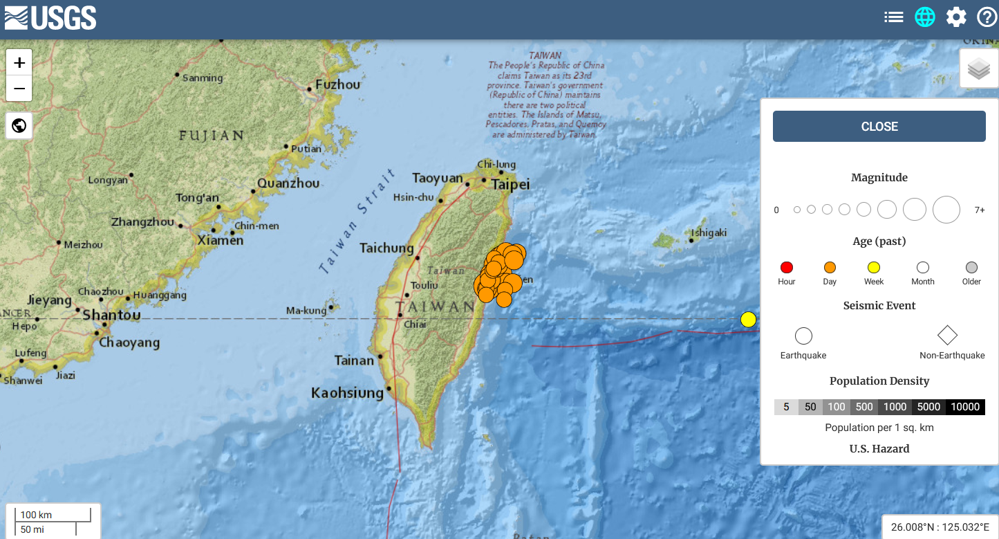 USGS
OKINA
+
−
TAIWAN
The People's Republic of China
claims Taiwan as its 23rd
province. Taiwan's government
(Republic of China) maintains
there are two political
entities. The Islands of Matsu,
Pescadores, Pratas, and Quemoy
are administered by Taiwan.
Sanming
Fuzhou
FUJIAN
Putian
Longyan
Quanzhou
Tong'an
Zhangzhou
Chin-men
Xiamen
Meizhou
Chaozhou
Huanggang
Jieyang
NCER
Hepo
Shantou
Chaoyang
Lufeng
Jiazi
Shanwei
Taiwan Strait
Chi-lung
Taoyuan
Taipei
Hsin-chu
Taichung
Taiwan
Touliu
en
TAIWAN
Ma-kung
Chiai
Tainan
Kaohsiung
Ishigaki
Batan
CLOSE
Magnitude
0
7+
Age (past)
Hour
Day
Week
Month
Older
Seismic Event
Earthquake
Non-Earthquake
Population Density
5 50 100 500 1000 5000 10000
Population per 1 sq. km
U.S. Hazard
100 km
50 mi
26.008°N : 125.032°E